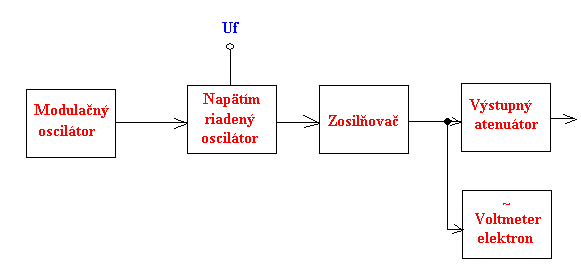 Uf
Modulačný
oscilátor
Napätím
riadený
oscilátor
Zosilňovač
Výstupný
atenuátor
~
Voltmeter
elektron